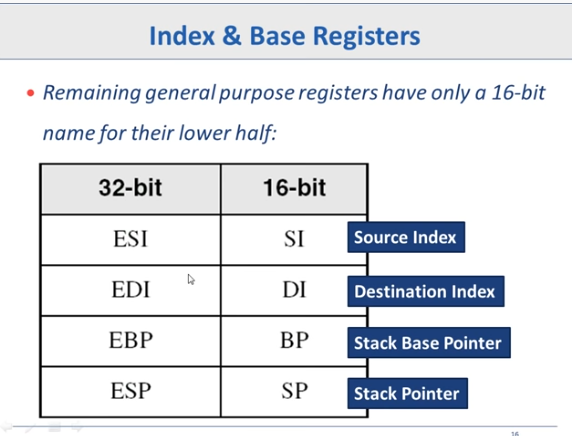 Index & Base Registers
• Remaining general purpose registers have only a 16-bit
name for their lower half:
32-bit 16-bit
ESI SI Source Index
EDI DI Destination Index
EBP BP Stack Base Pointer
ESP SP Stack Pointer
16